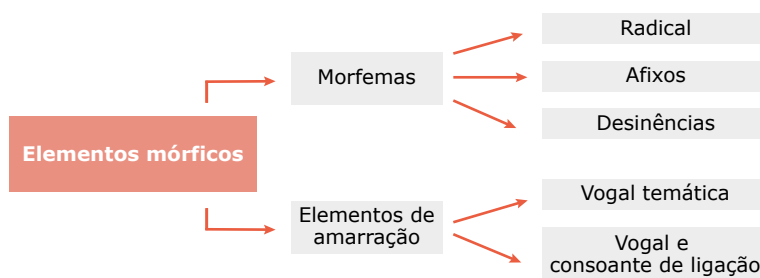 Elementos mórficos
Morfemas
Radical
Afixos
Desinências
Elementos de
amarração
Vogal temática
Vogal e
consoante de ligação